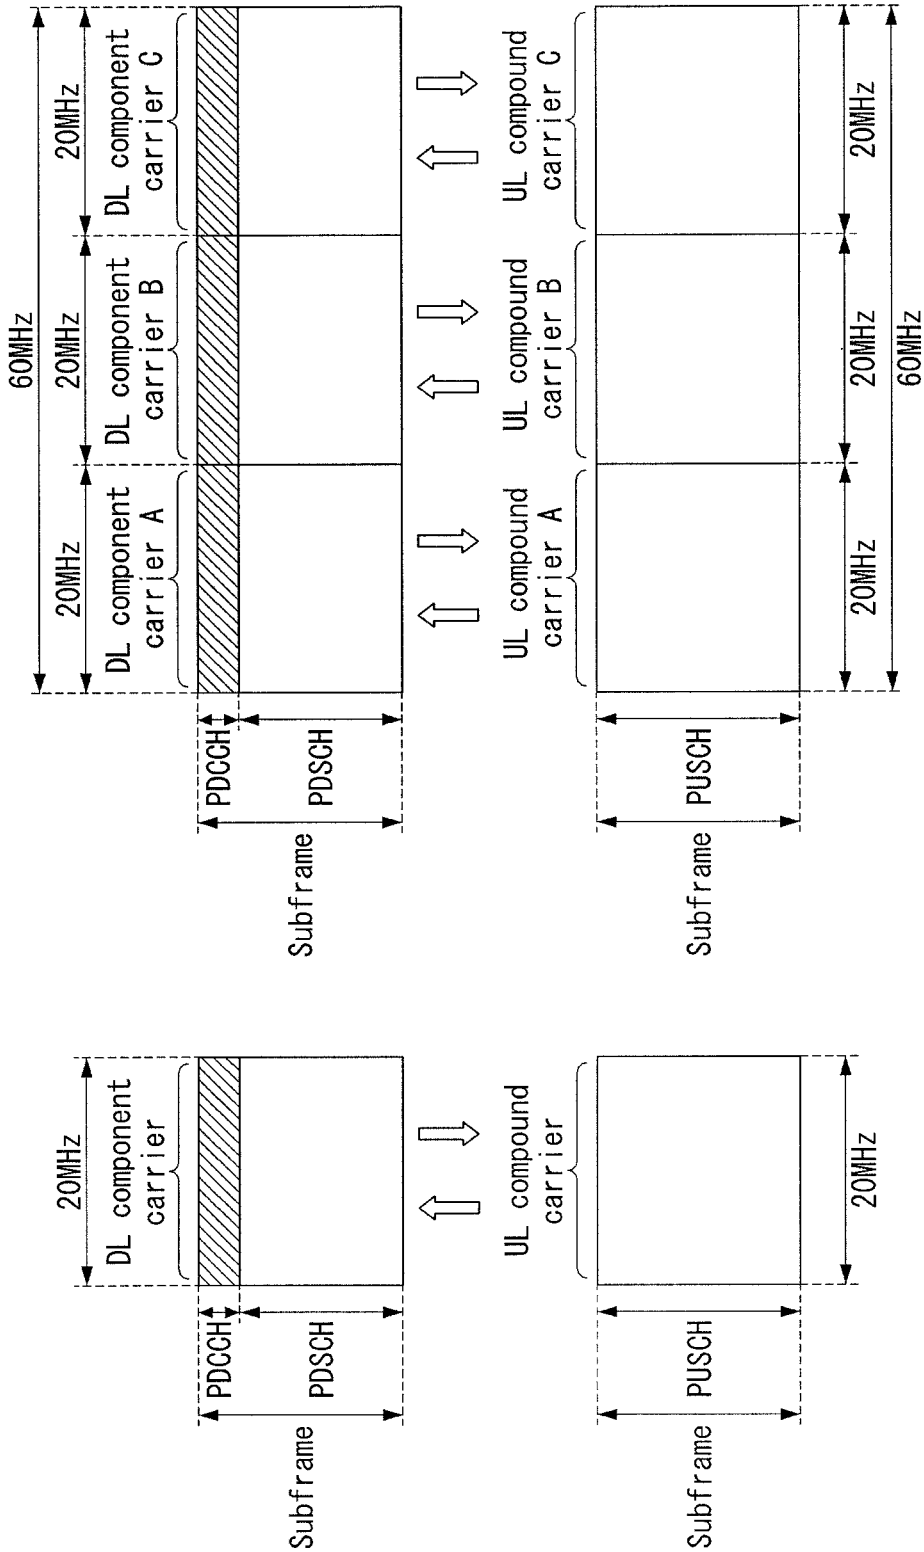 20MHz
DL component
carrier
PDCCH
PDSCH
Subframe
UL compound
carrier
PUSCH
Subframe
20MHz
60MHz
20MHz
20MHz
20MHz
DL component
carrier A
DL component
carrier B
DL component
carrier C
PDCCH
PDSCH
Subframe
UL compound
carrier A
UL compound
carrier B
UL compound
carrier C
PUSCH
Subframe
20MHz
20MHz
20MHz
60MHz